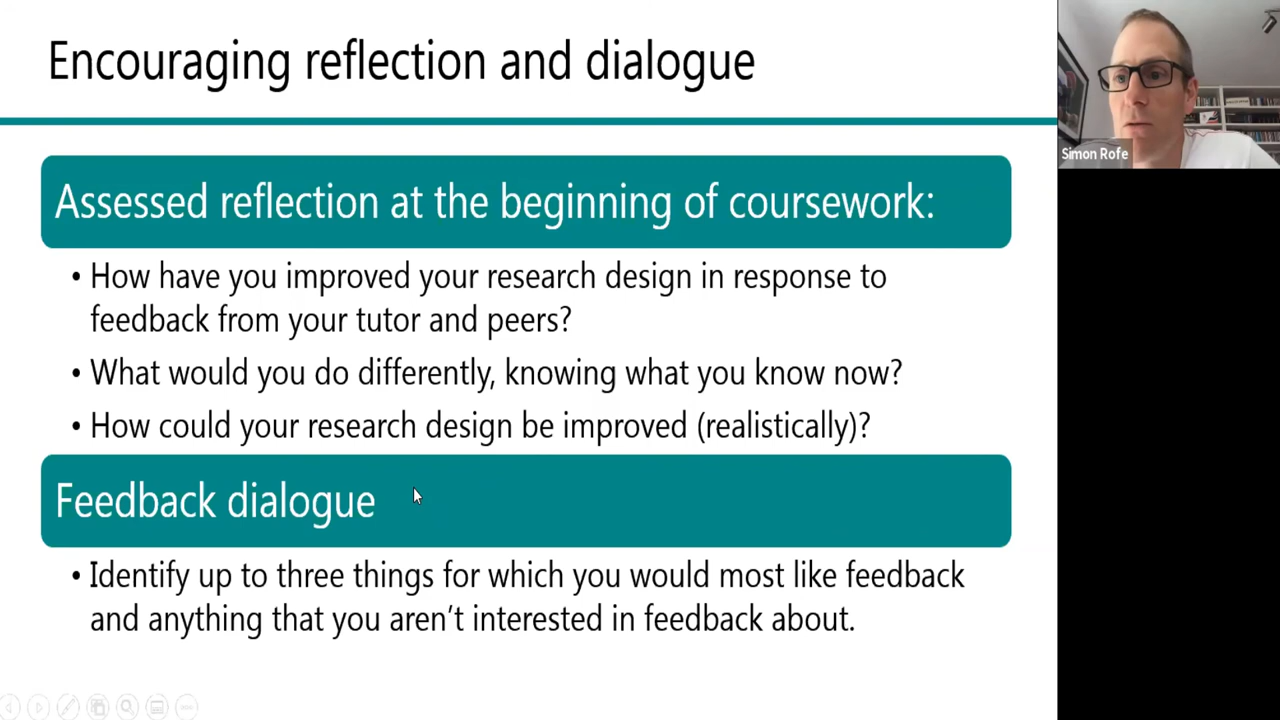 Encouraging reflection and dialogue
Simon Rofe
Assessed reflection at the beginning of coursework:
• How have you improved your research design in response to
feedback from your tutor and peers?
• What would you do differently, knowing what you know now?
• How could your research design be improved (realistically)?
Feedback dialogue
• Identify up to three things for which you would most like feedback
and anything that you aren't interested in feedback about.